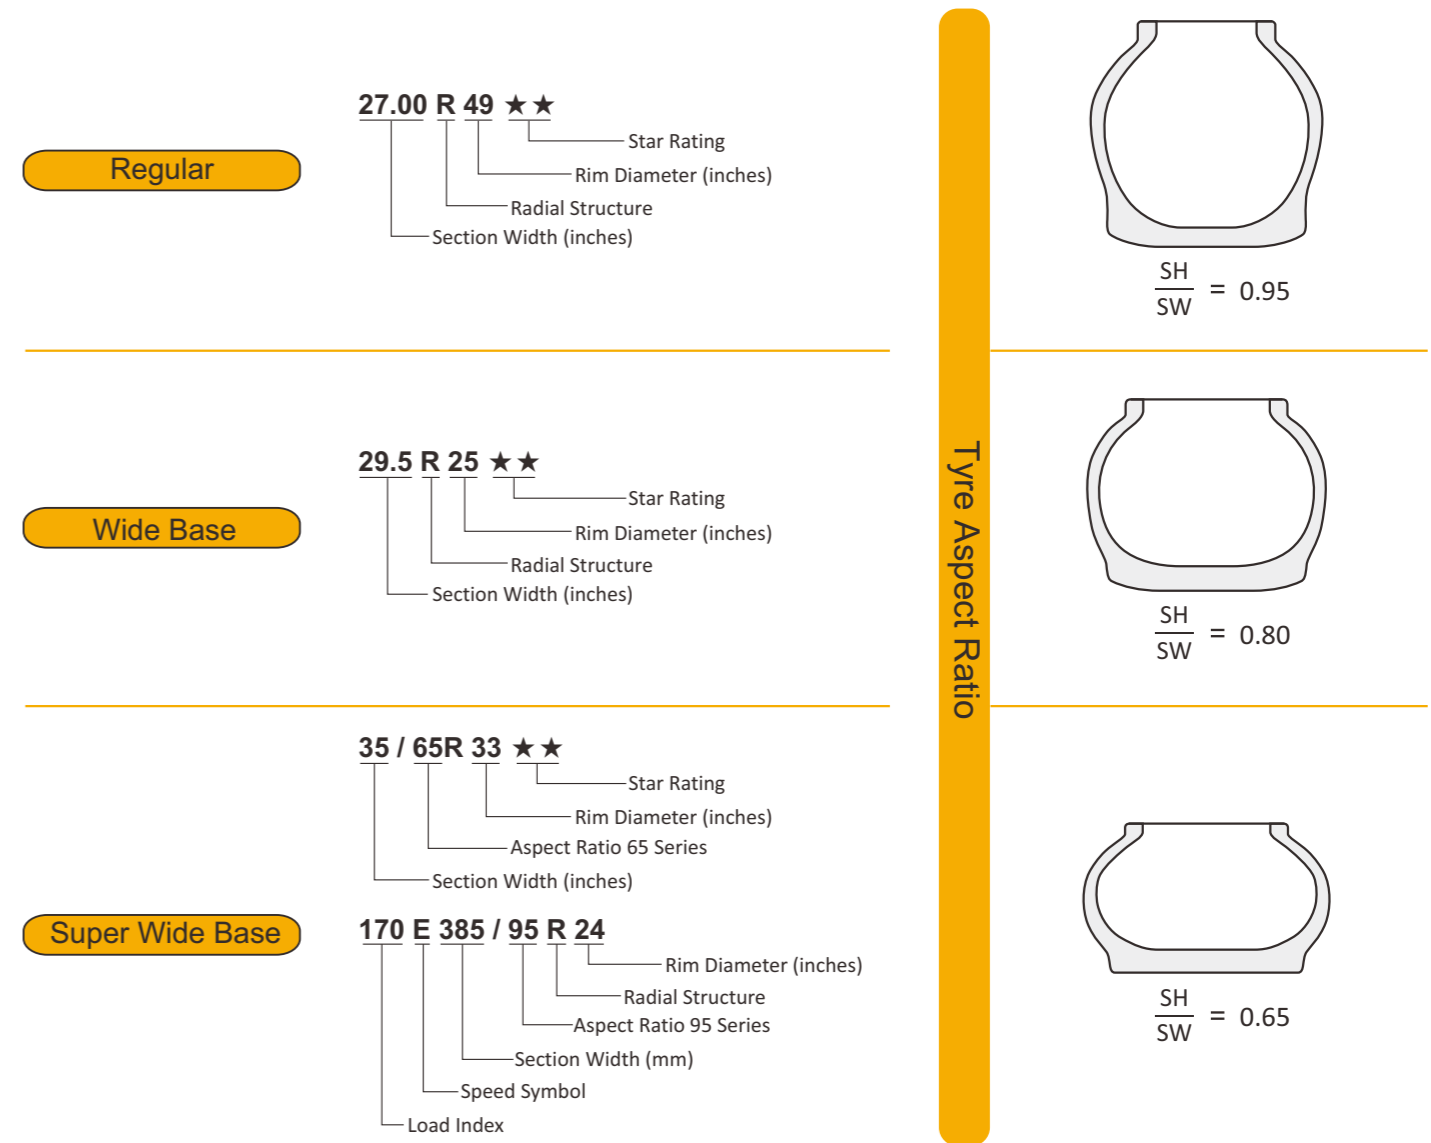 Regular
27.00 R 49 ★★
Star Rating
Rim Diameter (inches)
Radial Structure
Section Width (inches)
SH
SW
= 0.95
Wide Base
29.5 R 25 ★★
Star Rating
Rim Diameter (inches)
Radial Structure
Section Width (inches)
SH
SW
= 0.80
Tyre Aspect Ratio
Super Wide Base
35 / 65R 33 ★★
Star Rating
Rim Diameter (inches)
Aspect Ratio 65 Series
Section Width (inches)
170 E 385 / 95 R 24
Rim Diameter (inches)
Radial Structure
Aspect Ratio 95 Series
Section Width (mm)
Speed Symbol
Load Index
SH
SW
= 0.65